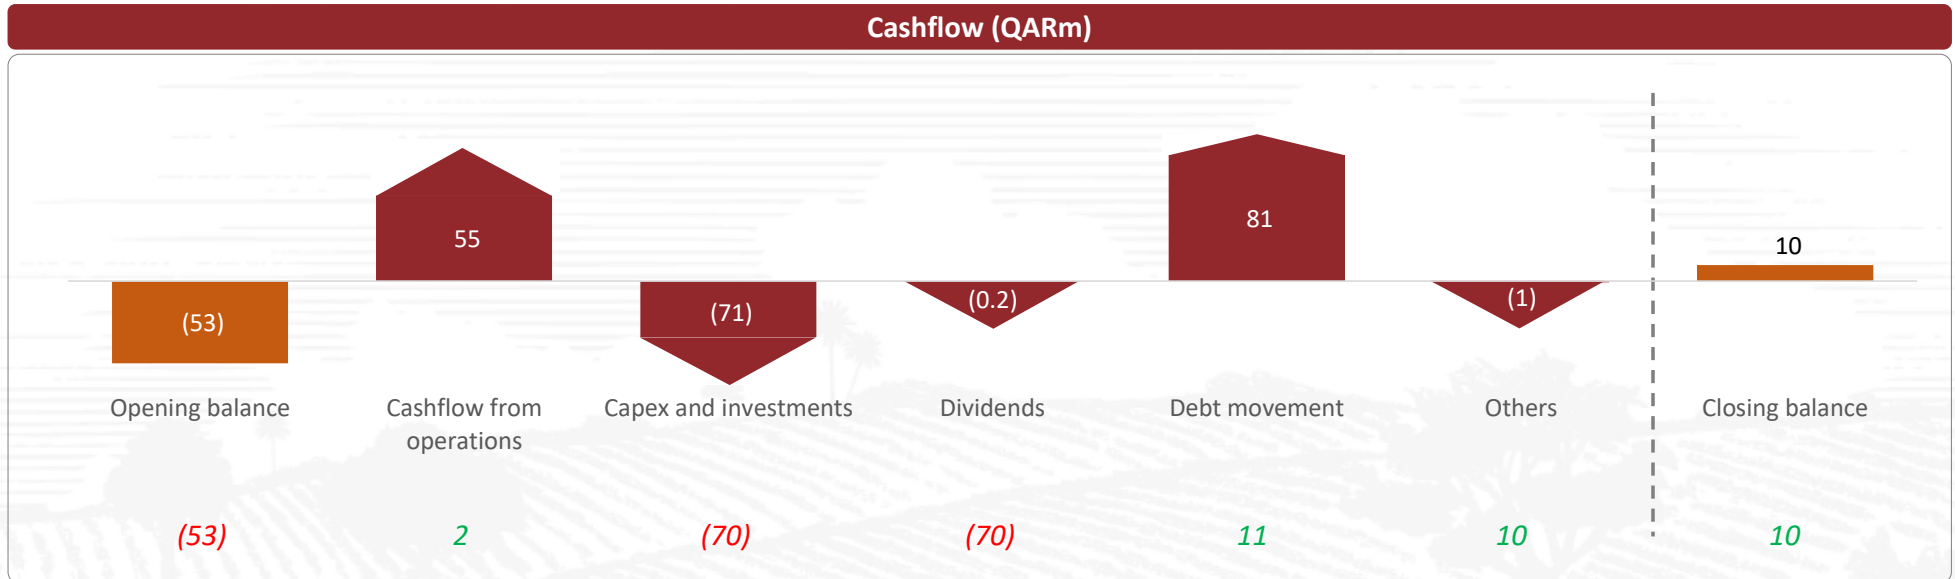 Cashflow (QARm)
55
81
10
(53)
(71)
(0.2)
(1)
Opening balance
Cashflow from
operations
Capex and investments
Dividends
Debt movement
Others
Closing balance
(53)
2
(70)
(70)
11
10
10